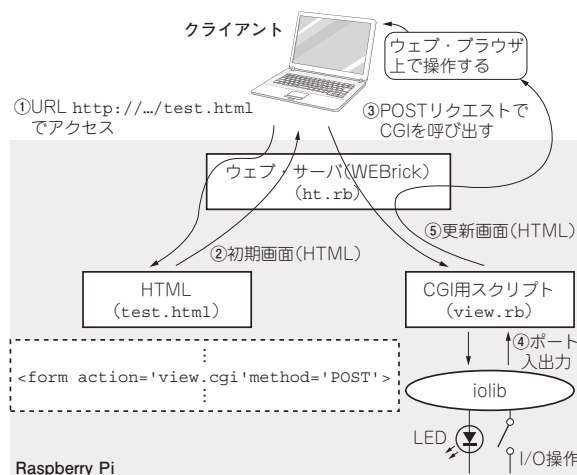 クライアント
ウェブ・ブラウザ
上で操作する
①URL http://…/test.html
でアクセス
③POSTリクエストで
CGIを呼び出す
ウェブ・サーバ(WEBrick)
(ht.rb)
②初期画面(HTML)
⑤更新画面(HTML)
HTML
(test.html)
CGI用スクリプト
(view.rb)
④ポート
入出力
⋮
<form action='view.cgi'method='POST'>
⋮
iolib
LED
I/O操作
Raspberry Pi